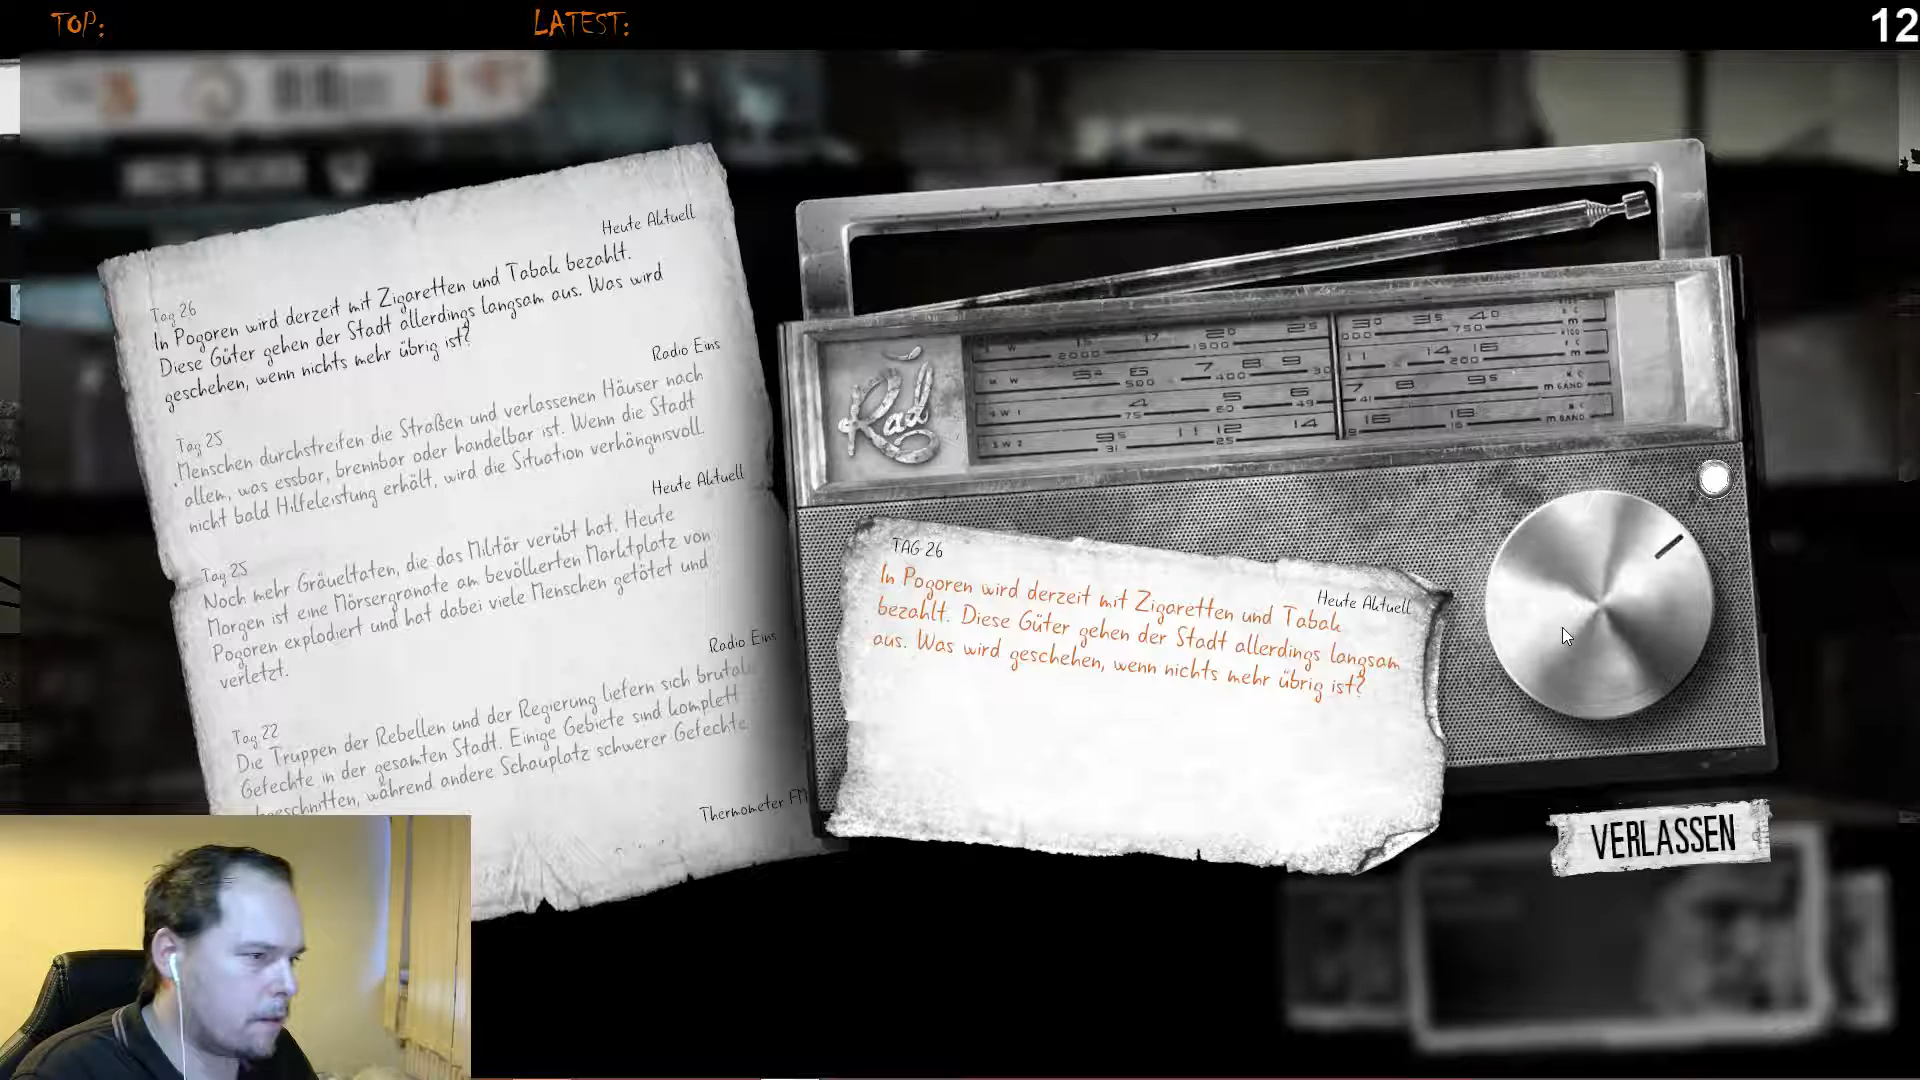 TOP:
LATEST:
12
Heute Aktuell
Tag 26
In Pogoren wird derzeit mit Zigaretten und Tabak bezahlt.
Diese Güter gehen der Stadt allerdings langsam aus. Was wird
geschehen, wenn nichts mehr übrig ist?
Radio Eins
Tag 25
Menschen durchstreifen die Straßen und verlassenen Häuser nach
allem, was essbar, brennbar oder handelbar ist. Wenn die Stadt
nicht bald Hilfeleistung erhält, wird die Situation verhängnisvoll.
Heute Aktuell
Tag 25
Noch mehr Gräueltaten, die das Militär verübt hat. Heute
Morgen ist eine Mörsergranate am bevölkerten Marktplatz von
Pogoren explodiert und hat dabei viele Menschen getötet und
verletzt.
Radio Eins
Tag 22
Die Truppen der Rebellen und der Regierung liefern sich brutale
Gefechte in der gesamten Stadt. Einige Gebiete sind komplett
abgeschnitten, während andere Schauplatz schwerer Gefechte
Thermometer FM
Rad
TAG 26
Heute Aktuell
In Pogoren wird derzeit mit Zigaretten und Tabak
bezahlt. Diese Güter gehen der Stadt allerdings langsam
aus. Was wird geschehen, wenn nichts mehr übrig ist?
VERLASSEN